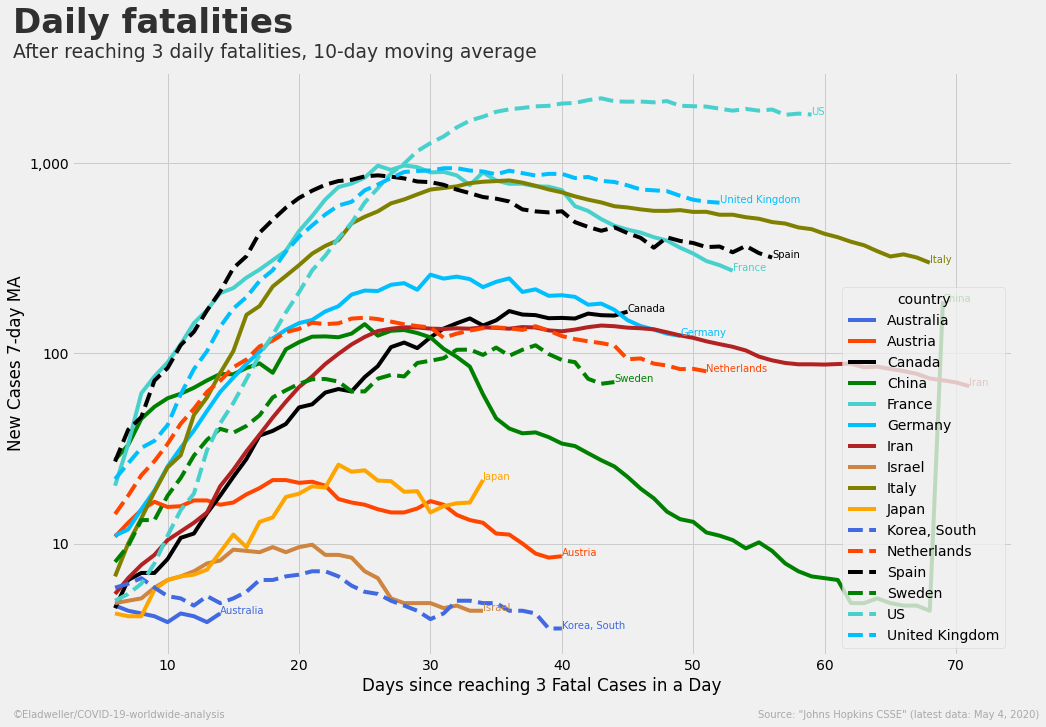 Daily fatalities
After reaching 3 daily fatalities, 10-day moving average
New Cases 7-day MA
1,000
100
10
US
United Kingdom
Italy
Spain
France
China
Canada
Germany
Iran
Netherlands
Sweden
Japan
Austria
Israel
Australia
Korea, South
country
Australia
Austria
Canada
China
France
Germany
Iran
Israel
Italy
Japan
Korea, South
Netherlands
Spain
Sweden
US
United Kingdom
10 20 30 40 50 60 70
Days since reaching 3 Fatal Cases in a Day
©Eladweller/COVID-19-worldwide-analysis
Source: "Johns Hopkins CSSE" (latest data: May 4, 2020)